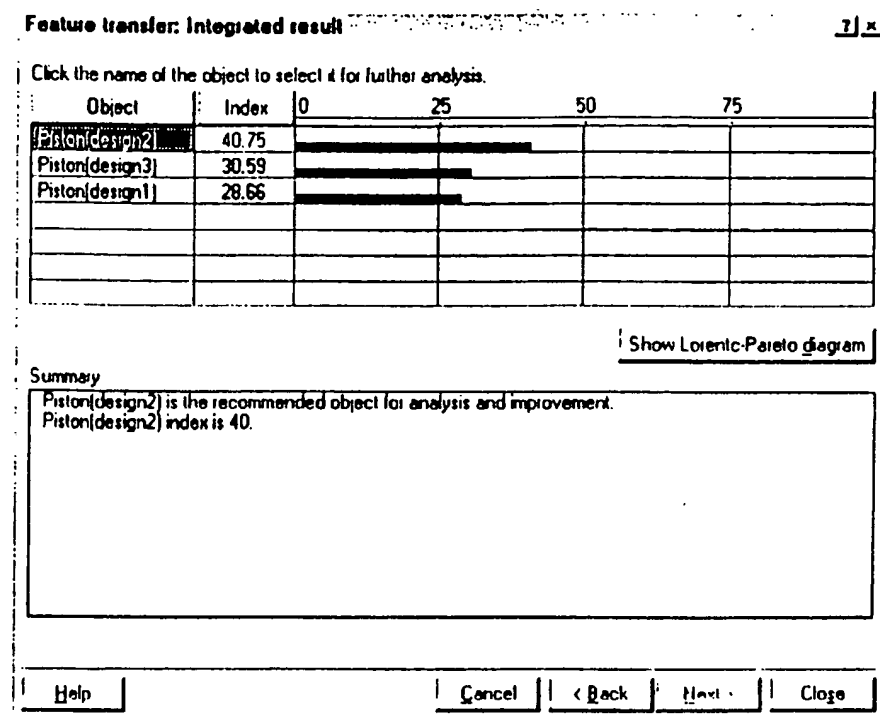 Feature transfer: Integrated result
Click the name of the object to select it for further analysis.
Object Index 0 25 50 75
Piston(design2) 40.75
Piston(design3) 30.59
Piston(design1) 28.66
Show Lorentc-Pareto diagram
Summary
Piston(design2) is the recommended object for analysis and improvement.
Piston(design2) index is 40.
Help Cancel < Back Next > Close